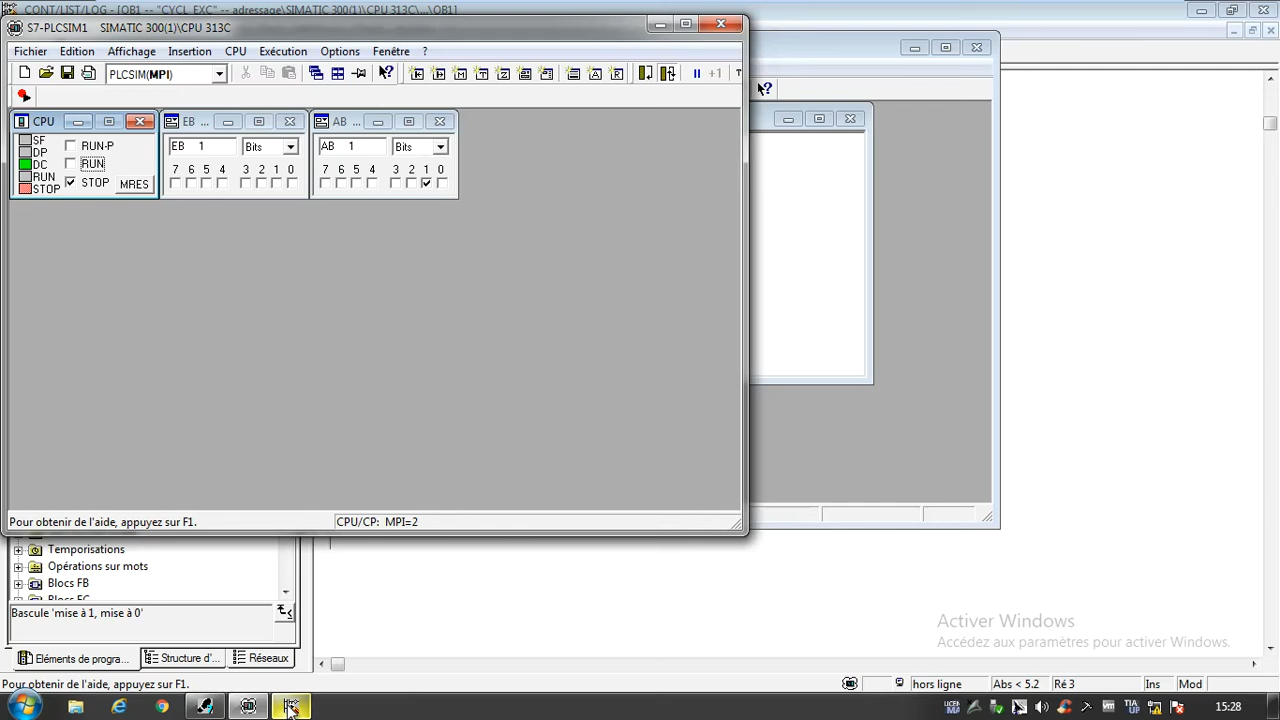 CONT/LIST/LOG - [OB1 -- "CYCL_EXC" -- adressage\SIMATIC 300(1)\CPU 313C\...\OB1]
S7-PLCSIM1 SIMATIC 300(1)\CPU 313C
Fichier Edition Affichage Insertion CPU Exécution Options Fenêtre ?
PLCSIM(MPI) +1 T
CPU EB ... AB ...
SF
DP
DC
RUN
STOP
RUN-P
RUN
STOP MRES
EB 1 Bits
7 6 5 4 3 2 1 0
AB 1 Bits
7 6 5 4 3 2 1 0
Pour obtenir de l'aide, appuyez sur F1. CPU/CP: MPI=2
Temporisations
Opérations sur mots
Blocs FB
Blocs FC
Bascule 'mise à 1, mise à 0'
Eléments de progra... Structure d'... Réseaux
Activer Windows
Accédez aux paramètres pour activer Windows.
Pour obtenir de l'aide, appuyez sur F1. hors ligne Abs < 5.2 Ré 3 Ins Mod
15:28